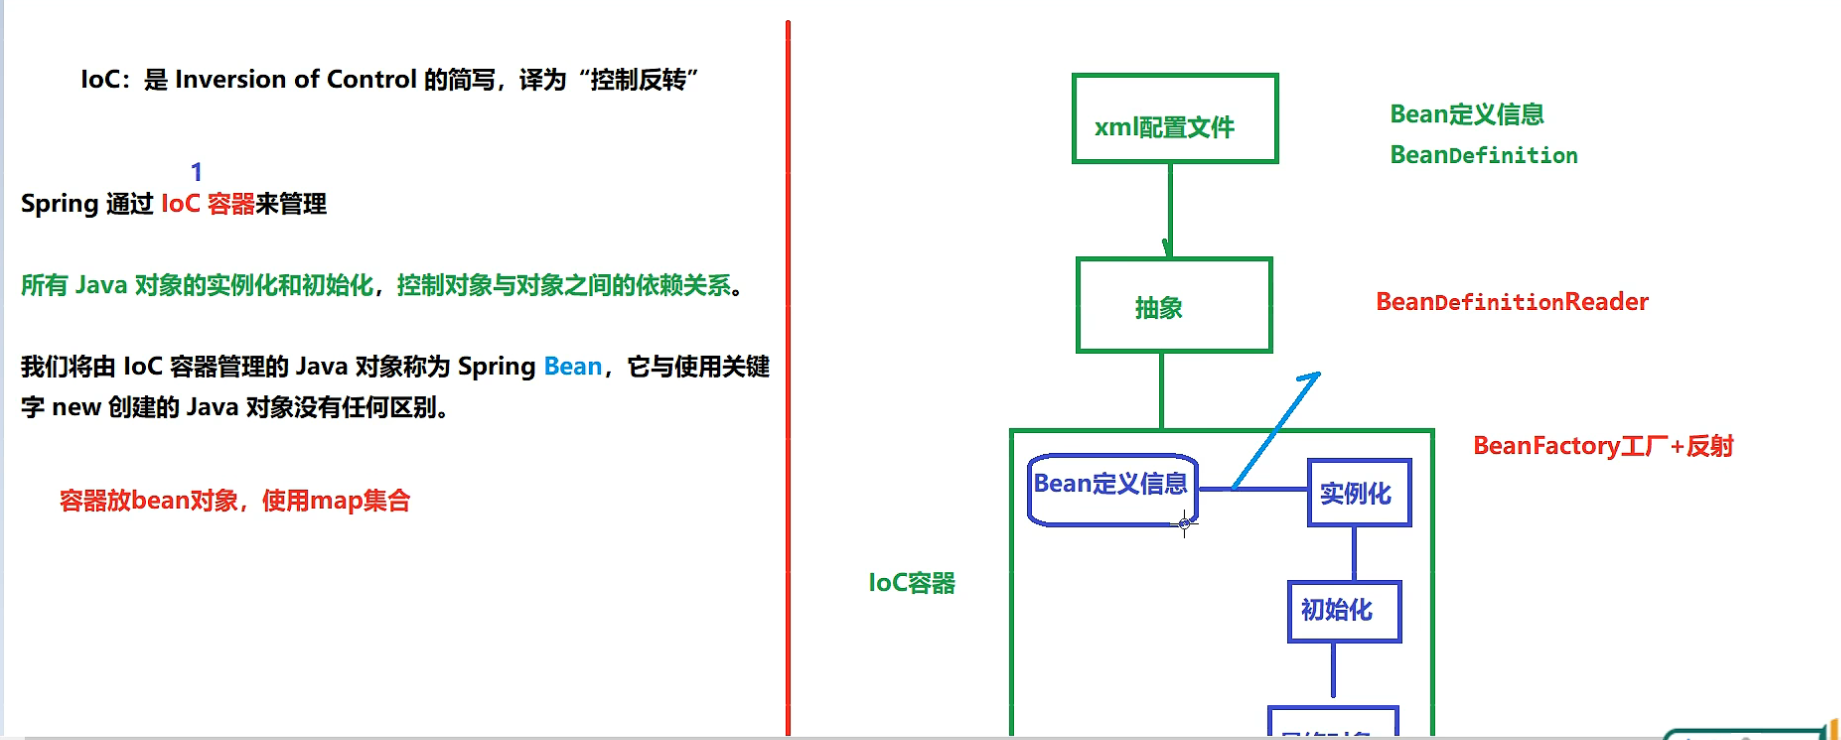 IoC：是 Inversion of Control 的简写，译为“控制反转”
1
Spring 通过 IoC 容器来管理
所有 Java 对象的实例化和初始化，控制对象与对象之间的依赖关系。
我们将由 IoC 容器管理的 Java 对象称为 Spring Bean，它与使用关键
字 new 创建的 Java 对象没有任何区别。
容器放bean对象，使用map集合
xml配置文件
Bean定义信息
BeanDefinition
抽象
BeanDefinitionReader
BeanFactory工厂+反射
Bean定义信息
实例化
IoC容器
初始化